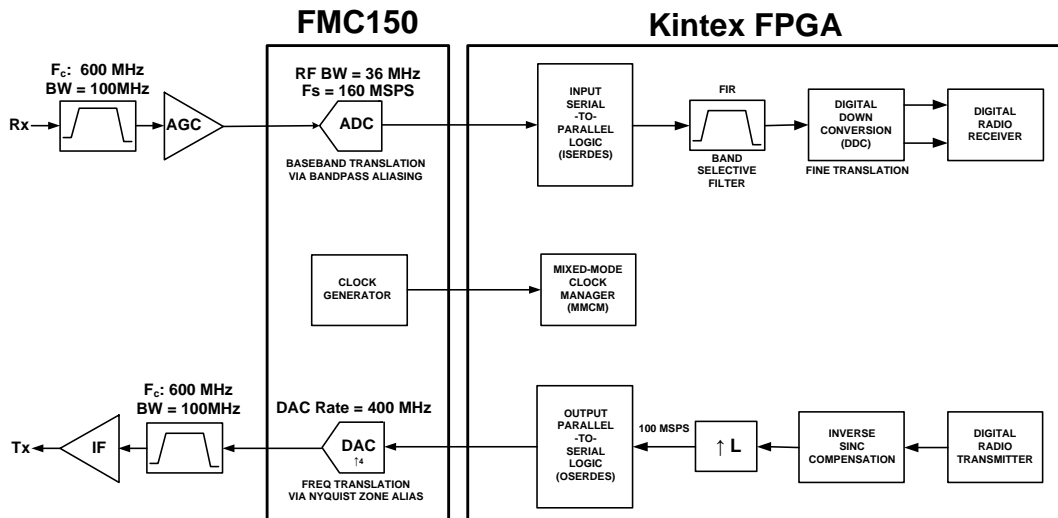 FMC150
Kintex FPGA
Fc: 600 MHz
BW = 100MHz
Rx
AGC
RF BW = 36 MHz
Fs = 160 MSPS
ADC
BASEBAND TRANSLATION
VIA BANDPASS ALIASING
INPUT
SERIAL
-TO-
PARALLEL
LOGIC
(ISERDES)
FIR
BAND
SELECTIVE
FILTER
DIGITAL
DOWN
CONVERSION
(DDC)
FINE TRANSLATION
DIGITAL
RADIO
RECEIVER
CLOCK
GENERATOR
MIXED-MODE
CLOCK
MANAGER
(MMCM)
Fc: 600 MHz
BW = 100MHz
Tx
IF
DAC Rate = 400 MHz
DAC
↑4
FREQ TRANSLATION
VIA NYQUIST ZONE ALIAS
OUTPUT
PARALLEL
-TO-
SERIAL
LOGIC
(OSERDES)
100 MSPS
↑ L
INVERSE
SINC
COMPENSATION
DIGITAL
RADIO
TRANSMITTER